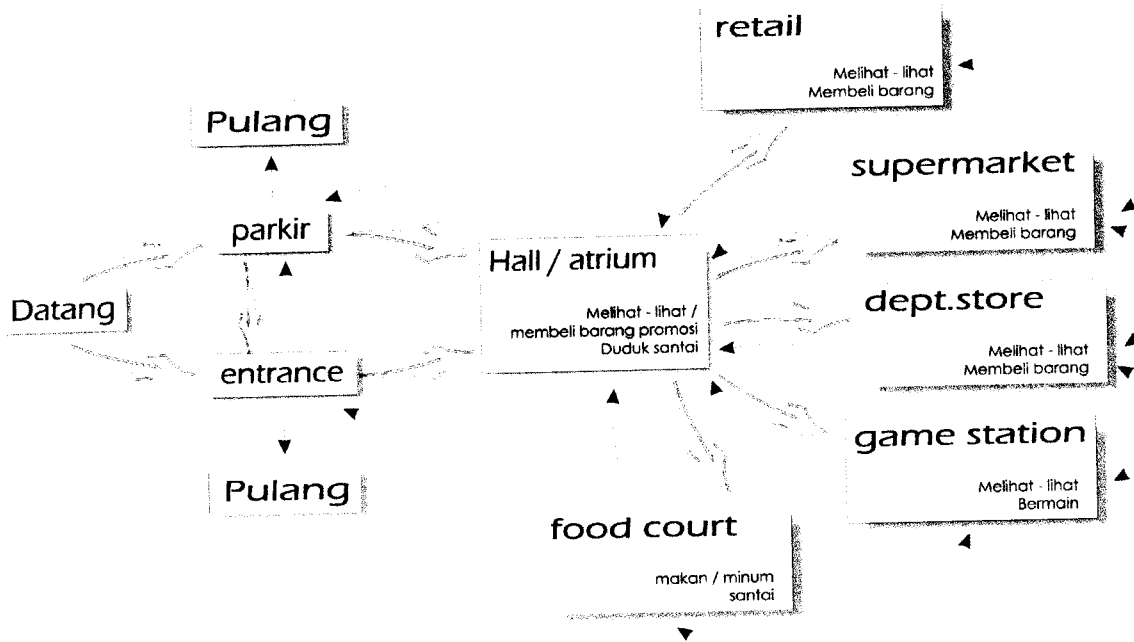 retail
Melihat - lihat
Membeli barang
Pulang
supermarket
Melihat - lihat
Membeli barang
parkir
Hall / atrium
Melihat - lihat /
membeli barang promosi
Duduk santai
Datang
dept.store
Melihat - lihat
Membeli barang
entrance
game station
Melihat - lihat
Bermain
Pulang
food court
makan / minum
santai